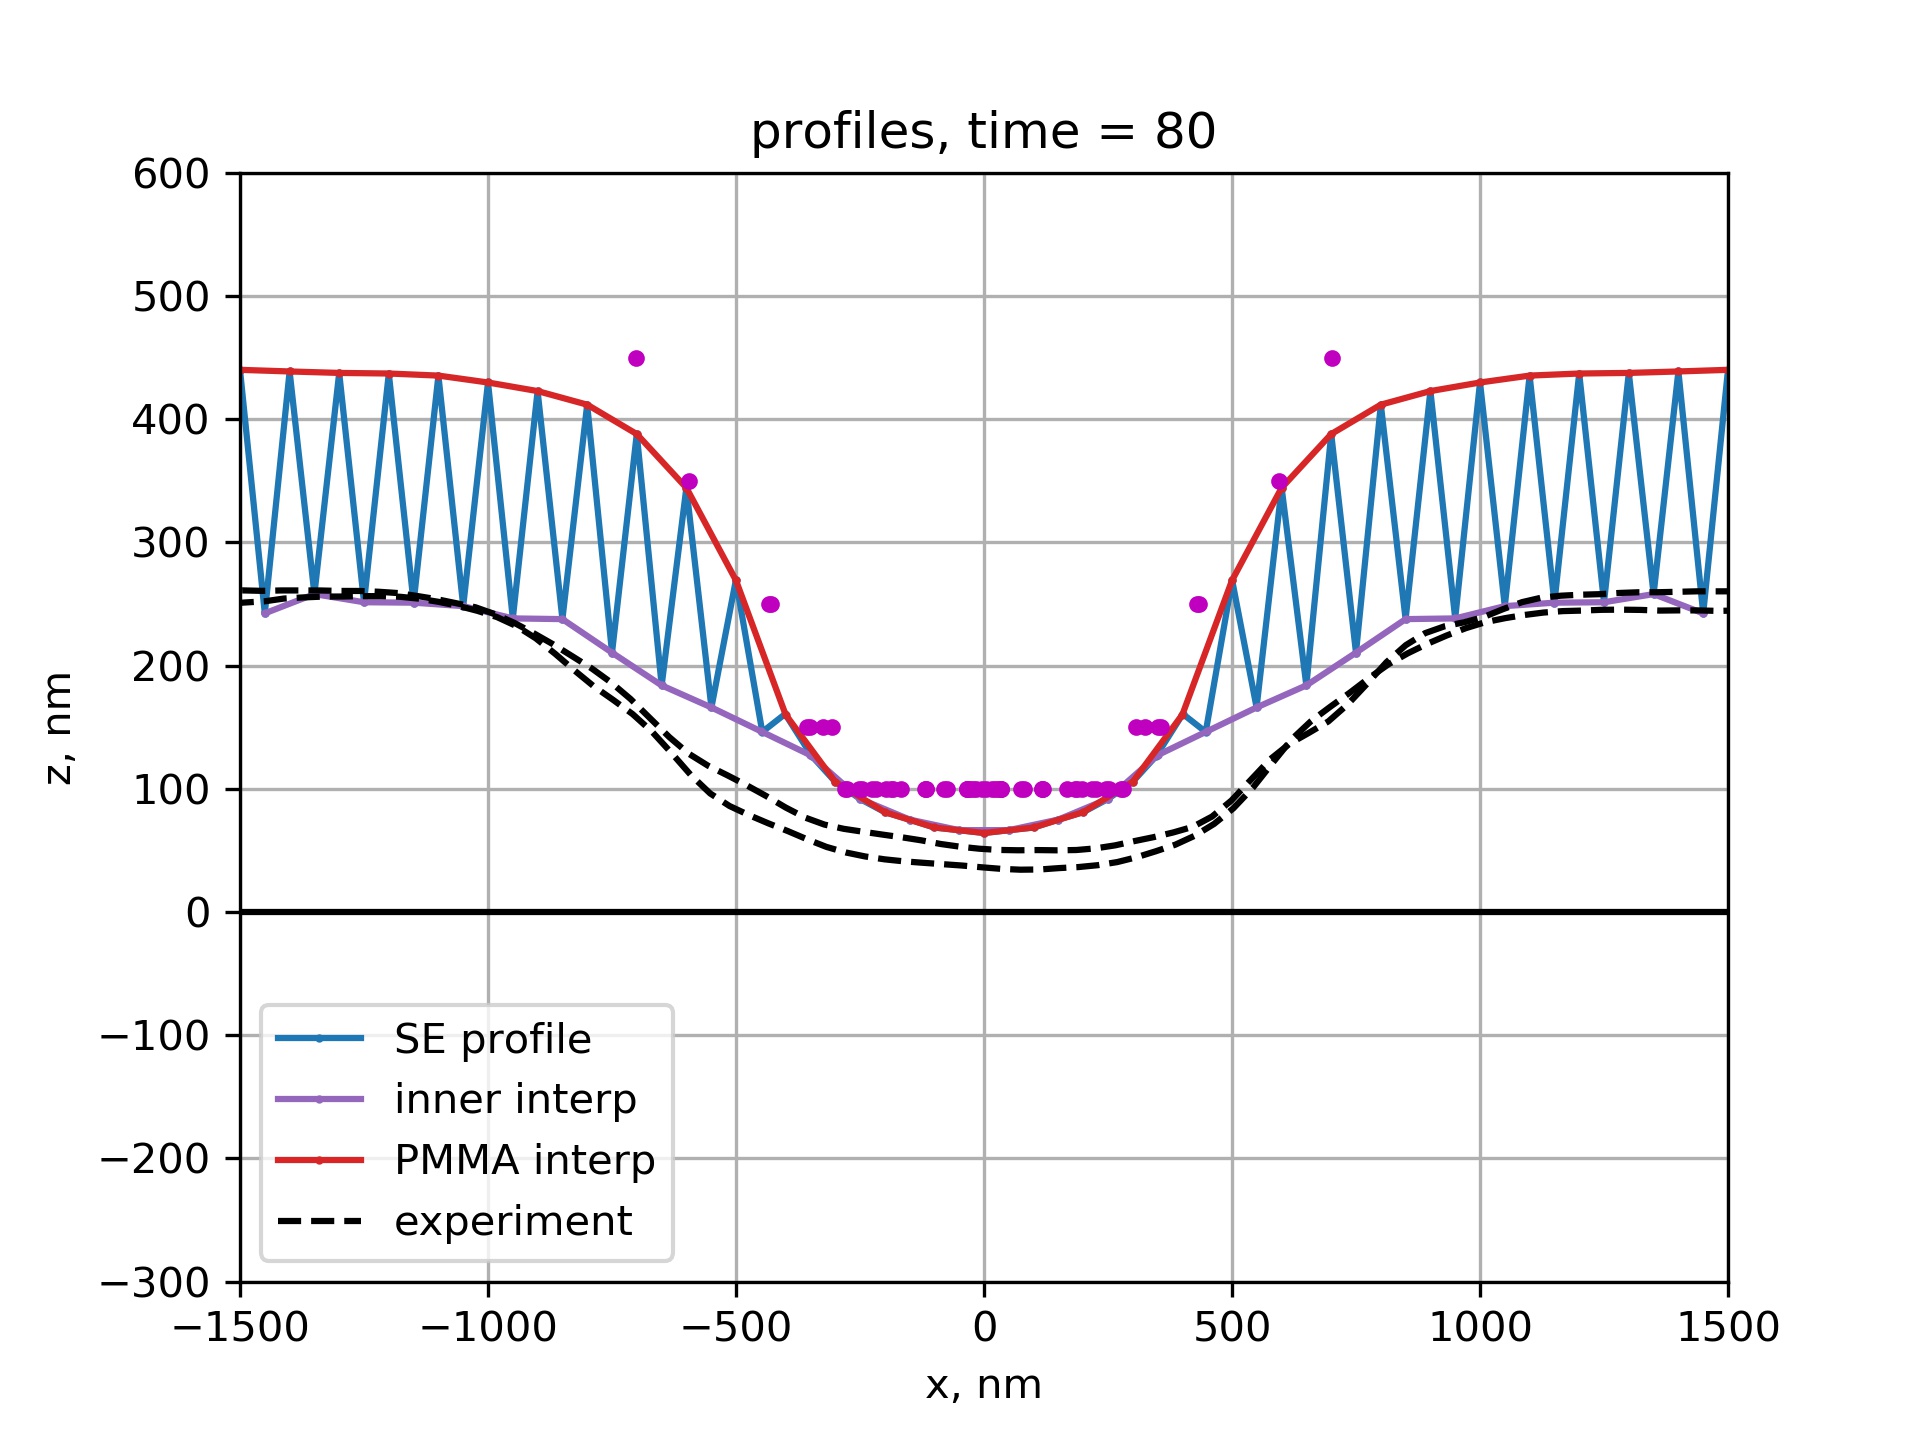 profiles, time = 80
600
500
400
300
200
100
0
−100
−200
−300
z, nm
SE profile
inner interp
PMMA interp
experiment
−1500 −1000 −500 0 500 1000 1500
x, nm